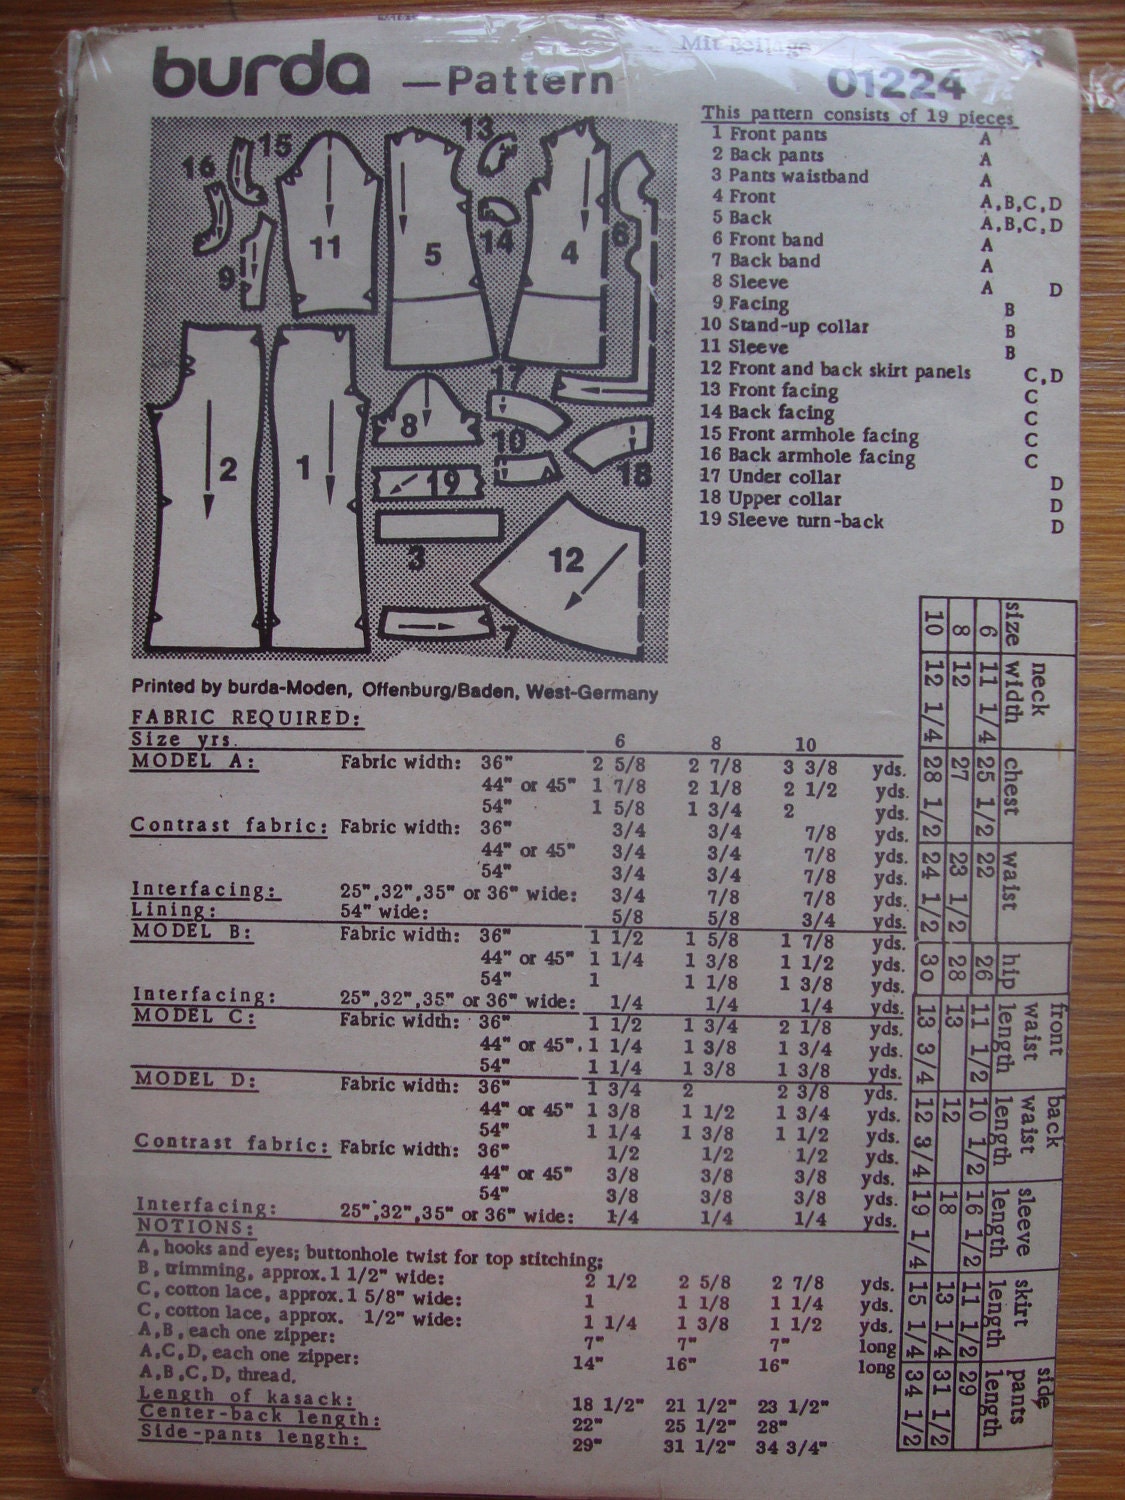 Mit Beilage
burda —Pattern 01224
This pattern consists of 19 pieces
1 Front pants A
2 Back pants A
3 Pants waistband A
4 Front A,B,C,D
5 Back A,B,C,D
6 Front band A
7 Back band A
8 Sleeve A D
9 Facing B
10 Stand-up collar B
11 Sleeve B
12 Front and back skirt panels C,D
13 Front facing C
14 Back facing C
15 Front armhole facing C
16 Back armhole facing C
17 Under collar D
18 Upper collar D
19 Sleeve turn-back D
16 15 11 9 5 13 14 4 6
2 1 8 17 10 18 19 3 12 7
Printed by burda-Moden, Offenburg/Baden, West-Germany
FABRIC REQUIRED:
Size yrs. 6 8 10
MODEL A: Fabric width: 36" 2 5/8 2 7/8 3 3/8 yds.
44" or 45" 1 7/8 2 1/8 2 1/2 yds.
54" 1 5/8 1 3/4 2 yds.
Contrast fabric: Fabric width: 36" 3/4 3/4 7/8 yds.
44" or 45" 3/4 3/4 7/8 yds.
54" 3/4 3/4 7/8 yds.
Interfacing: 25",32",35" or 36" wide: 3/4 7/8 7/8 yds.
Lining: 54" wide: 5/8 5/8 3/4 yds.
MODEL B: Fabric width: 36" 1 1/2 1 5/8 1 7/8 yds.
44" or 45" 1 1/4 1 3/8 1 1/2 yds.
54" 1 1 1/8 1 3/8 yds.
Interfacing: 25",32",35" or 36" wide: 1/4 1/4 1/4 yds.
MODEL C: Fabric width: 36" 1 1/2 1 3/4 2 1/8 yds.
44" or 45" 1 1/4 1 3/8 1 3/4 yds.
54" 1 1/4 1 3/8 1 3/8 yds.
MODEL D: Fabric width: 36" 1 3/4 2 2 3/8 yds.
44" or 45" 1 3/8 1 1/2 1 3/4 yds.
54" 1 1/4 1 3/8 1 1/2 yds.
Contrast fabric: Fabric width: 36" 1/2 1/2 1/2 yds.
44" or 45" 3/8 3/8 3/8 yds.
54" 3/8 3/8 3/8 yds.
Interfacing: 25",32",35" or 36" wide: 1/4 1/4 1/4 yds.
NOTIONS:
A, hooks and eyes; buttonhole twist for top stitching;
B, trimming, approx. 1 1/2" wide: 2 1/2 2 5/8 2 7/8 yds.
C, cotton lace, approx. 1 5/8" wide: 1 1 1/8 1 1/4 yds.
C, cotton lace, approx. 1/2" wide: 1 1/4 1 3/8 1 1/2 yds.
A,B, each one zipper: 7" 7" 7" long
A,C,D, each one zipper: 14" 16" 16" long
A,B,C,D, thread.
Length of kasack: 18 1/2" 21 1/2" 23 1/2"
Center-back length: 22" 25 1/2" 28"
Side-pants length: 29" 31 1/2" 34 3/4"
size neck width chest waist hip front waist length back waist length sleeve length skirt length side pants length
6 11 1/4 25 1/2 22 26 11 1/2 10 1/2 16 1/2 11 1/2 29
8 12 27 23 1/2 28 13 12 18 13 1/4 31 1/2
10 12 1/4 28 1/2 24 1/2 30 13 3/4 12 3/4 19 1/4 15 1/4 34 1/2